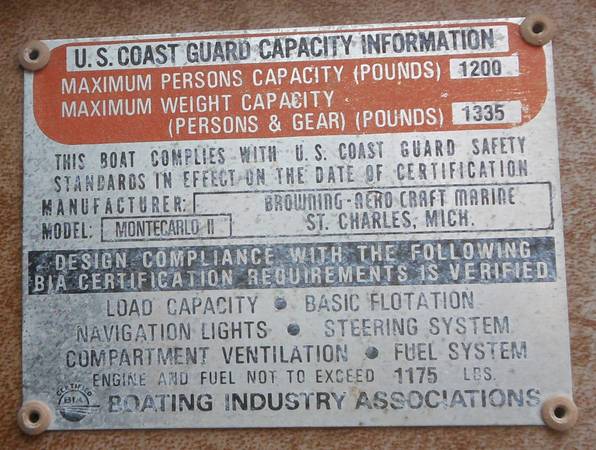 U.S. COAST GUARD CAPACITY INFORMATION
MAXIMUM PERSONS CAPACITY (POUNDS) 1200
MAXIMUM WEIGHT CAPACITY
(PERSONS & GEAR) (POUNDS) 1335
THIS BOAT COMPLIES WITH U.S. COAST GUARD SAFETY
STANDARDS IN EFFECT ON THE DATE OF CERTIFICATION
MANUFACTURER: BROWNING-AERO CRAFT MARINE
MODEL: MONTECARLO II ST. CHARLES, MICH.
DESIGN COMPLIANCE WITH THE FOLLOWING
BIA CERTIFICATION REQUIREMENTS IS VERIFIED.
LOAD CAPACITY • BASIC FLOTATION
NAVIGATION LIGHTS • STEERING SYSTEM
COMPARTMENT VENTILATION • FUEL SYSTEM
ENGINE AND FUEL NOT TO EXCEED 1175 LBS.
CERTIFIED
BIA
BOATING INDUSTRY ASSOCIATIONS